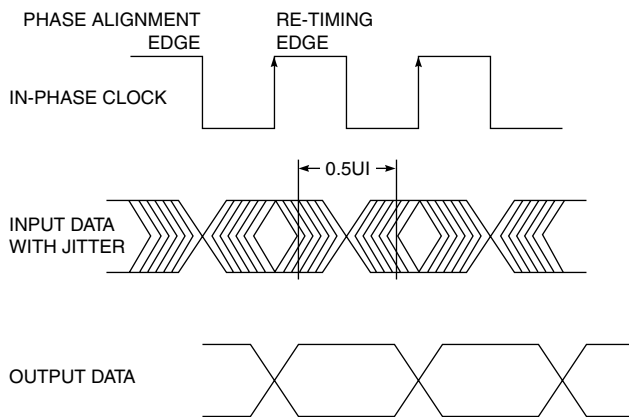 PHASE ALIGNMENT
EDGE
RE-TIMING
EDGE
IN-PHASE CLOCK
0.5UI
INPUT DATA
WITH JITTER
OUTPUT DATA